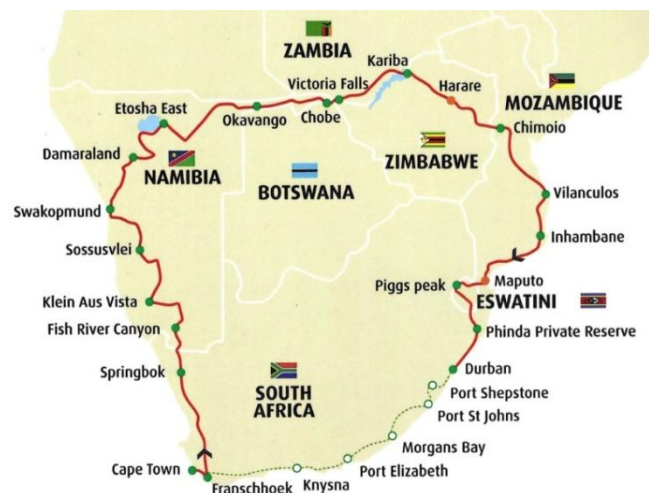 ZAMBIA
Kariba
Victoria Falls
Harare
Etosha East
MOZAMBIQUE
Okavango
Chobe
Chimoio
Damaraland
ZIMBABWE
NAMIBIA
BOTSWANA
Vilanculos
Swakopmund
Inhambane
Sossusvlei
Piggs peak
Maputo
Klein Aus Vista
ESWATINI
Fish River Canyon
Phinda Private Reserve
Springbok
Durban
SOUTH
AFRICA
Port Shepstone
Port St Johns
Morgans Bay
Cape Town
Port Elizabeth
Knysna
Franschhoek